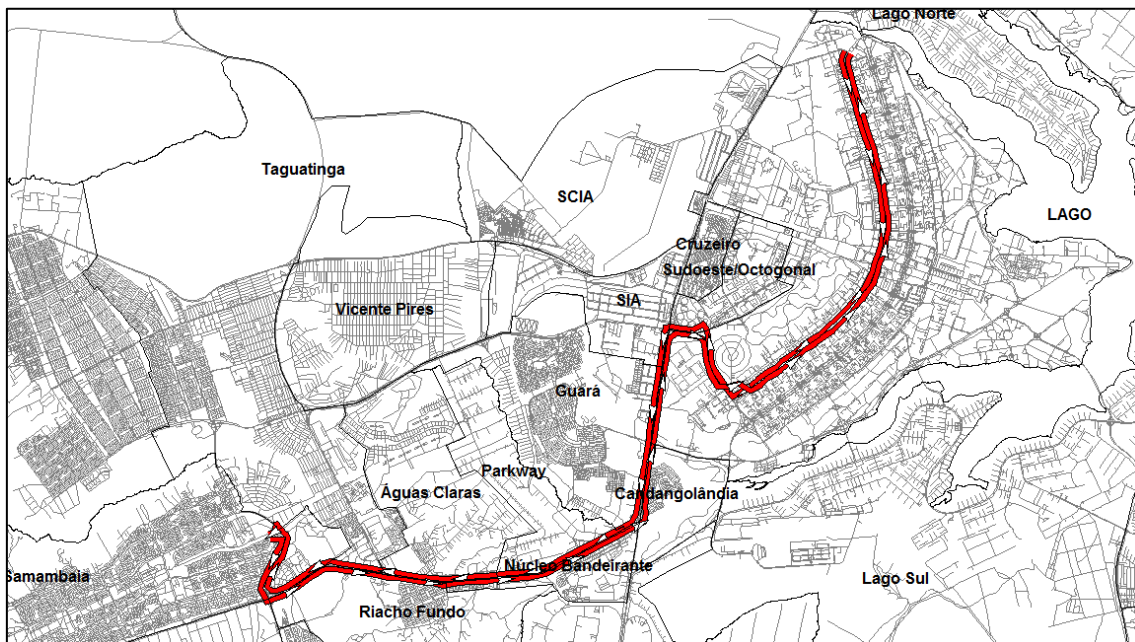 Lago Norte
Taguatinga
SCIA
LAGO
Cruzeiro
Sudoeste/Octogonal
SIA
Vicente Pires
Guará
Parkway
Águas Claras
Candangolândia
Núcleo Bandeirante
Samambaia
Lago Sul
Riacho Fundo